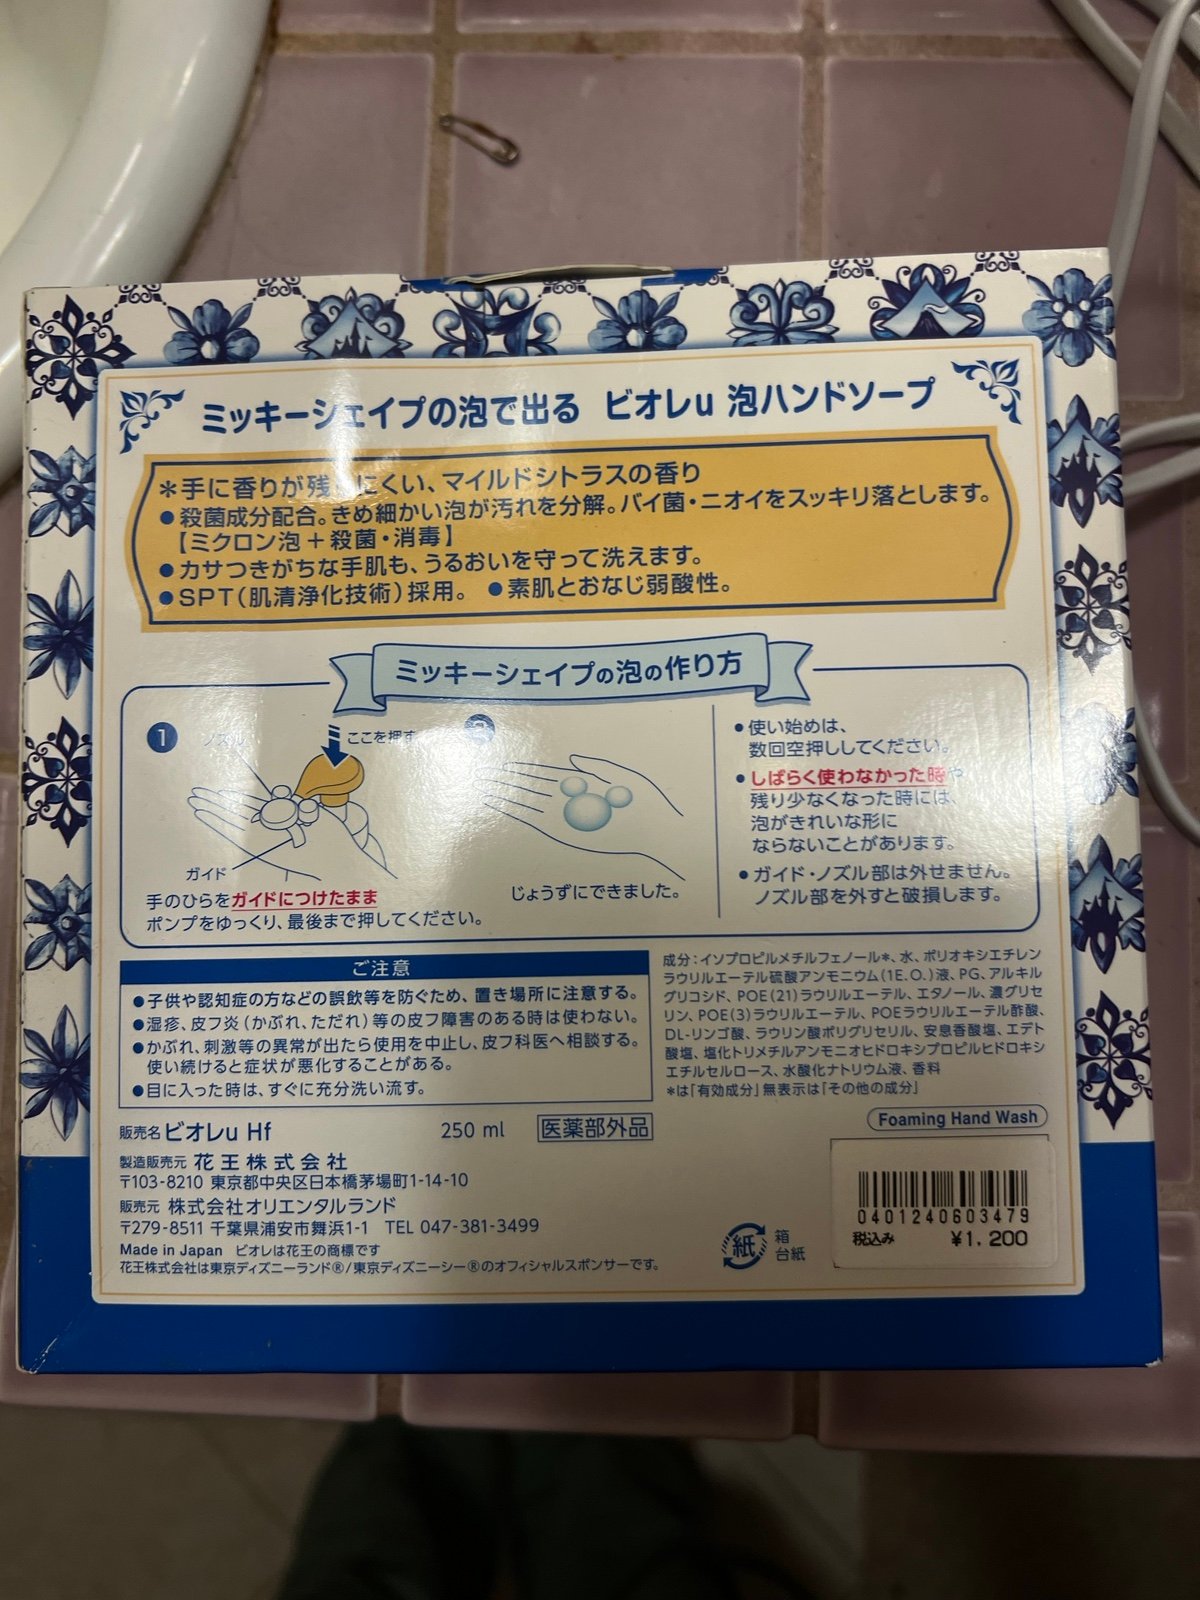 ミッキーシェイプの泡で出る ビオレu 泡ハンドソープ
＊手に香りが残りにくい、マイルドシトラスの香り
●殺菌成分配合。きめ細かい泡が汚れを分解。バイ菌・ニオイをスッキリ落とします。
【ミクロン泡＋殺菌・消毒】
●カサつきがちな手肌も、うるおいを守って洗えます。
●SPT（肌清浄化技術）採用。 ●素肌とおなじ弱酸性。
ミッキーシェイプの泡の作り方
1
ノズル
ここを押す
ガイド
手のひらをガイドにつけたまま
ポンプをゆっくり、最後まで押してください。
2
じょうずにできました。
●使い始めは、
数回空押ししてください。
●しばらく使わなかった時や
残り少なくなった時には、
泡がきれいな形に
ならないことがあります。
●ガイド・ノズル部は外せません。
ノズル部を外すと破損します。
ご注意
●子供や認知症の方などの誤飲等を防ぐため、置き場所に注意する。
●湿疹、皮フ炎（かぶれ、ただれ）等の皮フ障害のある時は使わない。
●かぶれ、刺激等の異常が出たら使用を中止し、皮フ科医へ相談する。
使い続けると症状が悪化することがある。
●目に入った時は、すぐに充分洗い流す。
成分：イソプロピルメチルフェノール＊、水、ポリオキシエチレン
ラウリルエーテル硫酸アンモニウム（1E.O.）液、PG、アルキル
グリコシド、POE（21）ラウリルエーテル、エタノール、濃グリセ
リン、POE（3）ラウリルエーテル、POEラウリルエーテル酢酸、
DL-リンゴ酸、ラウリン酸ポリグリセリル、安息香酸塩、エデト
酸塩、塩化トリメチルアンモニオヒドロキシプロピルヒドロキシ
エチルセルロース、水酸化ナトリウム液、香料
＊は「有効成分」無表示は「その他の成分」
販売名 ビオレu Hf 250 ml 医薬部外品
Foaming Hand Wash
製造販売元 花王株式会社
〒103-8210 東京都中央区日本橋茅場町1-14-10
販売元 株式会社オリエンタルランド
〒279-8511 千葉県浦安市舞浜1-1 TEL 047-381-3499
Made in Japan ビオレは花王の商標です
花王株式会社は東京ディズニーランド®/東京ディズニーシー®のオフィシャルスポンサーです。
紙
箱
台紙
0401240603479
税込み ¥1,200